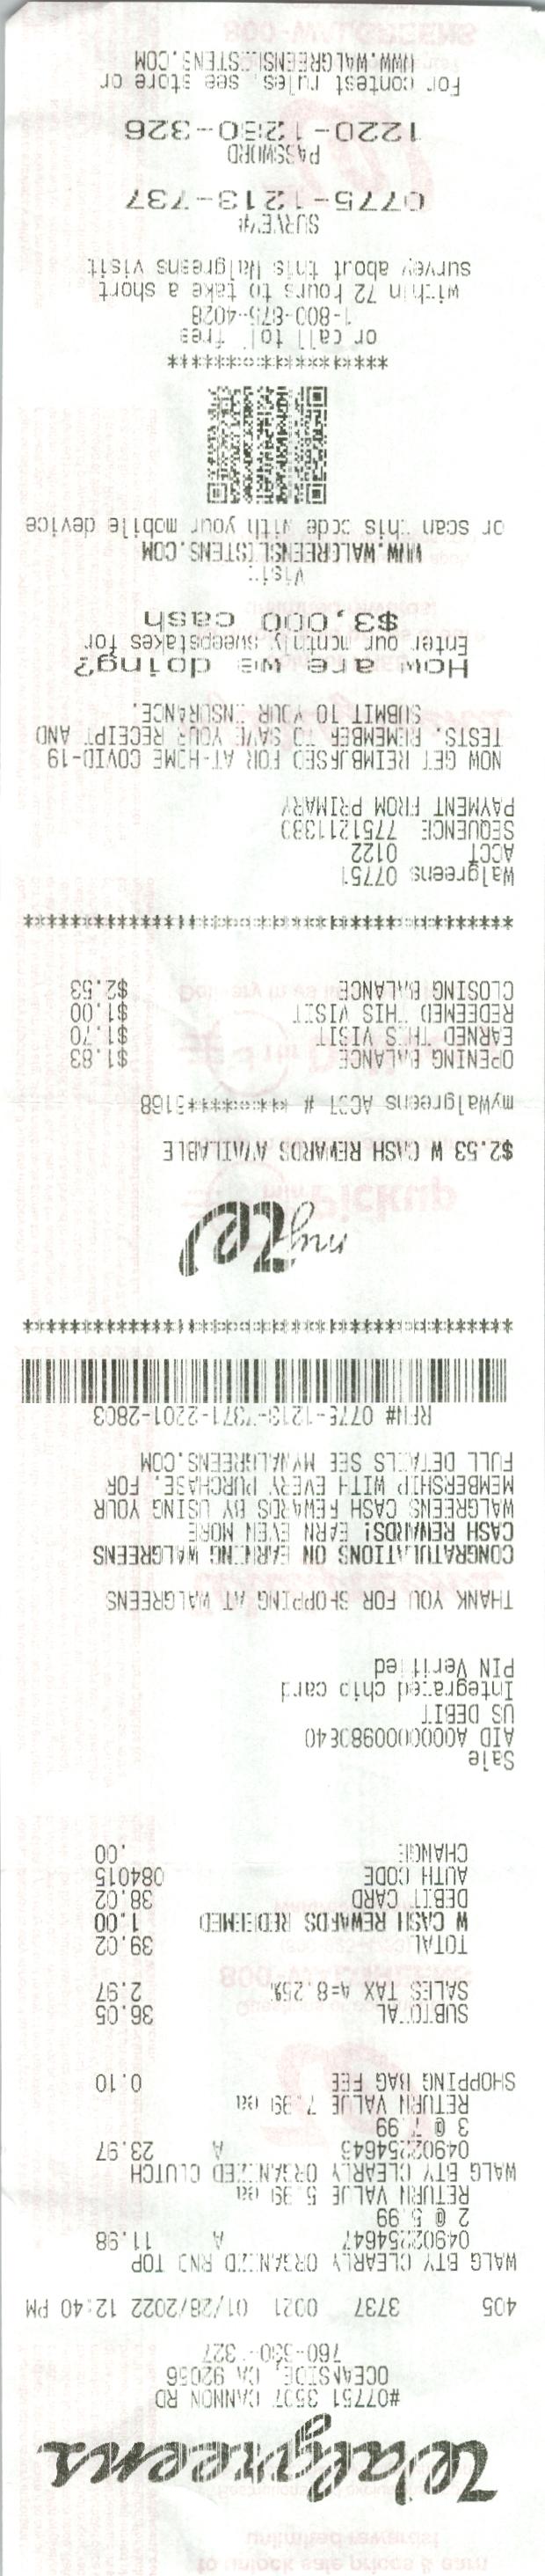 Walgreens
#07751 3507 CANNON RD
OCEANSIDE, CA 92056
405 3737 0021 01/28/2022 12:40 PM
WALG BTY CLEARLY ORGANIZD RND TOP
04902254647 A 11.98
2 @ 5.99
RETURN VALUE 5.99 ea
WALG BTY CLEARLY ORGANIZED CLUTCH
04902254645 A 23.97
3 @ 7.99
RETURN VALUE 7.99 ea
SHOPPING BAG FEE 0.10
SUBTOTAL 36.05
SALES TAX A=8.25% 2.97
TOTAL 39.02
W CASH REWARDS REDEEMED 1.00
DEBIT CARD 38.02
AUTH CODE 084015
CHANGE .00
Sale
AID A0000000980840
US DEBIT
Integrated chip card
PIN Verified
THANK YOU FOR SHOPPING AT WALGREENS
CONGRATULATIONS ON EARNING WALGREENS
CASH REWARDS! EARN EVEN MORE
WALGREENS CASH REWARDS BY USING YOUR
MEMBERSHIP WITH EVERY PURCHASE. FOR
FULL DETAILS SEE MYWALGREENS.COM
RFN# 0775-1213-7371-2201-2803
****************************************
my W
$2.53 W CASH REWARDS AVAILABLE
myWalgreens ACCT # *********3168
OPENING BALANCE $1.83
EARNED THIS VISIT $1.70
REDEEMED THIS VISIT $1.00
CLOSING BALANCE $2.53
****************************************
Walgreens 07751
ACCT 0122
SEQUENCE 7751211380
PAYMENT FROM PRIMARY
NOW GET REIMBURSED FOR AT-HOME COVID-19
TESTS. REMEMBER TO SAVE YOUR RECEIPT AND
SUBMIT TO YOUR INSURANCE.
How are we doing?
Enter our monthly sweepstakes for
$3,000 cash
Visit:
WWW.WALGREENSLISTENS.COM
or scan this code with your mobile device
************************
or call toll free
1-800-875-4028
within 72 hours to take a short
survey about this Walgreens visit
SURVEY#
0775-1213-737
PASSWORD
1220-1280-326
For contest rules, see store or
WWW.WALGREENSLISTENS.COM